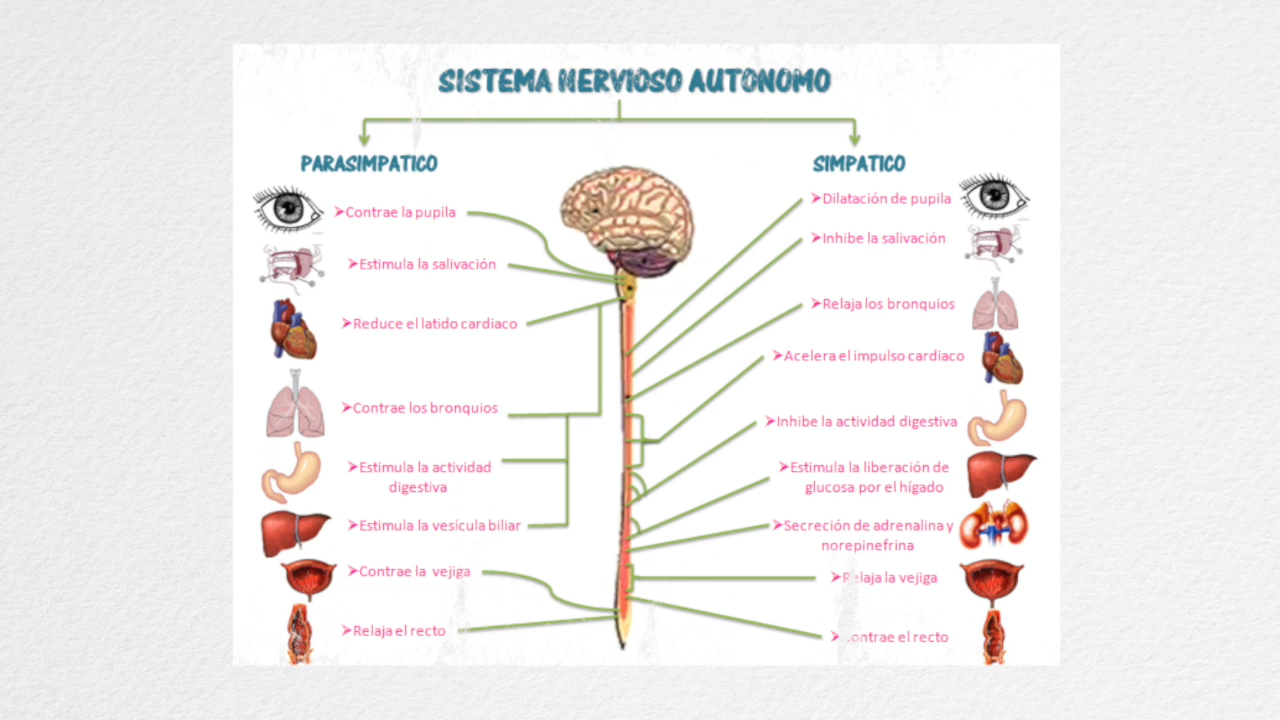 SISTEMA NERVIOSO AUTONOMO
PARASIMPATICO
➢Contrae la pupila
➢Estimula la salivación
➢Reduce el latido cardiaco
➢Contrae los bronquios
➢Estimula la actividad
digestiva
➢Estimula la vesícula biliar
➢Contrae la vejiga
➢Relaja el recto
SIMPATICO
➢Dilatación de pupila
➢Inhibe la salivación
➢Relaja los bronquios
➢Acelera el impulso cardiaco
➢Inhibe la actividad digestiva
➢Estimula la liberación de
glucosa por el hígado
➢Secreción de adrenalina y
norepinefrina
➢Relaja la vejiga
➢Contrae el recto